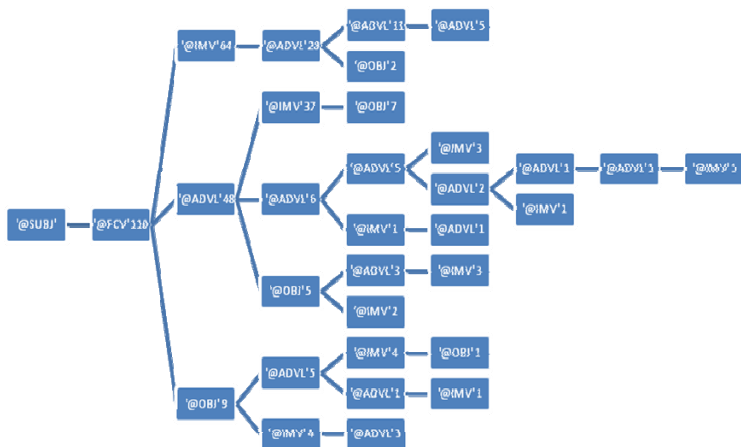 '@ADVL'11 '@ADVL'5
'@IMV'64 '@ADVL'28
'@OBJ'2
'@IMV'37 '@OBJ'7
'@IMV'3
'@ADVL'5 '@ADVL'1
'@ADVL'2
'@ADVL'48 '@ADVL'6
'@IMV'1
'@SUBJ' '@FCV'110
'@IMV'1 '@ADVL'1
'@ADVL'3 '@IMV'3
'@OBJ'5
'@IMV'2
'@IMV'4 '@OBJ'1
'@ADVL'5
'@ADVL'1 '@IMV'1
'@OBJ'9
'@IMV'4 '@ADVL'3